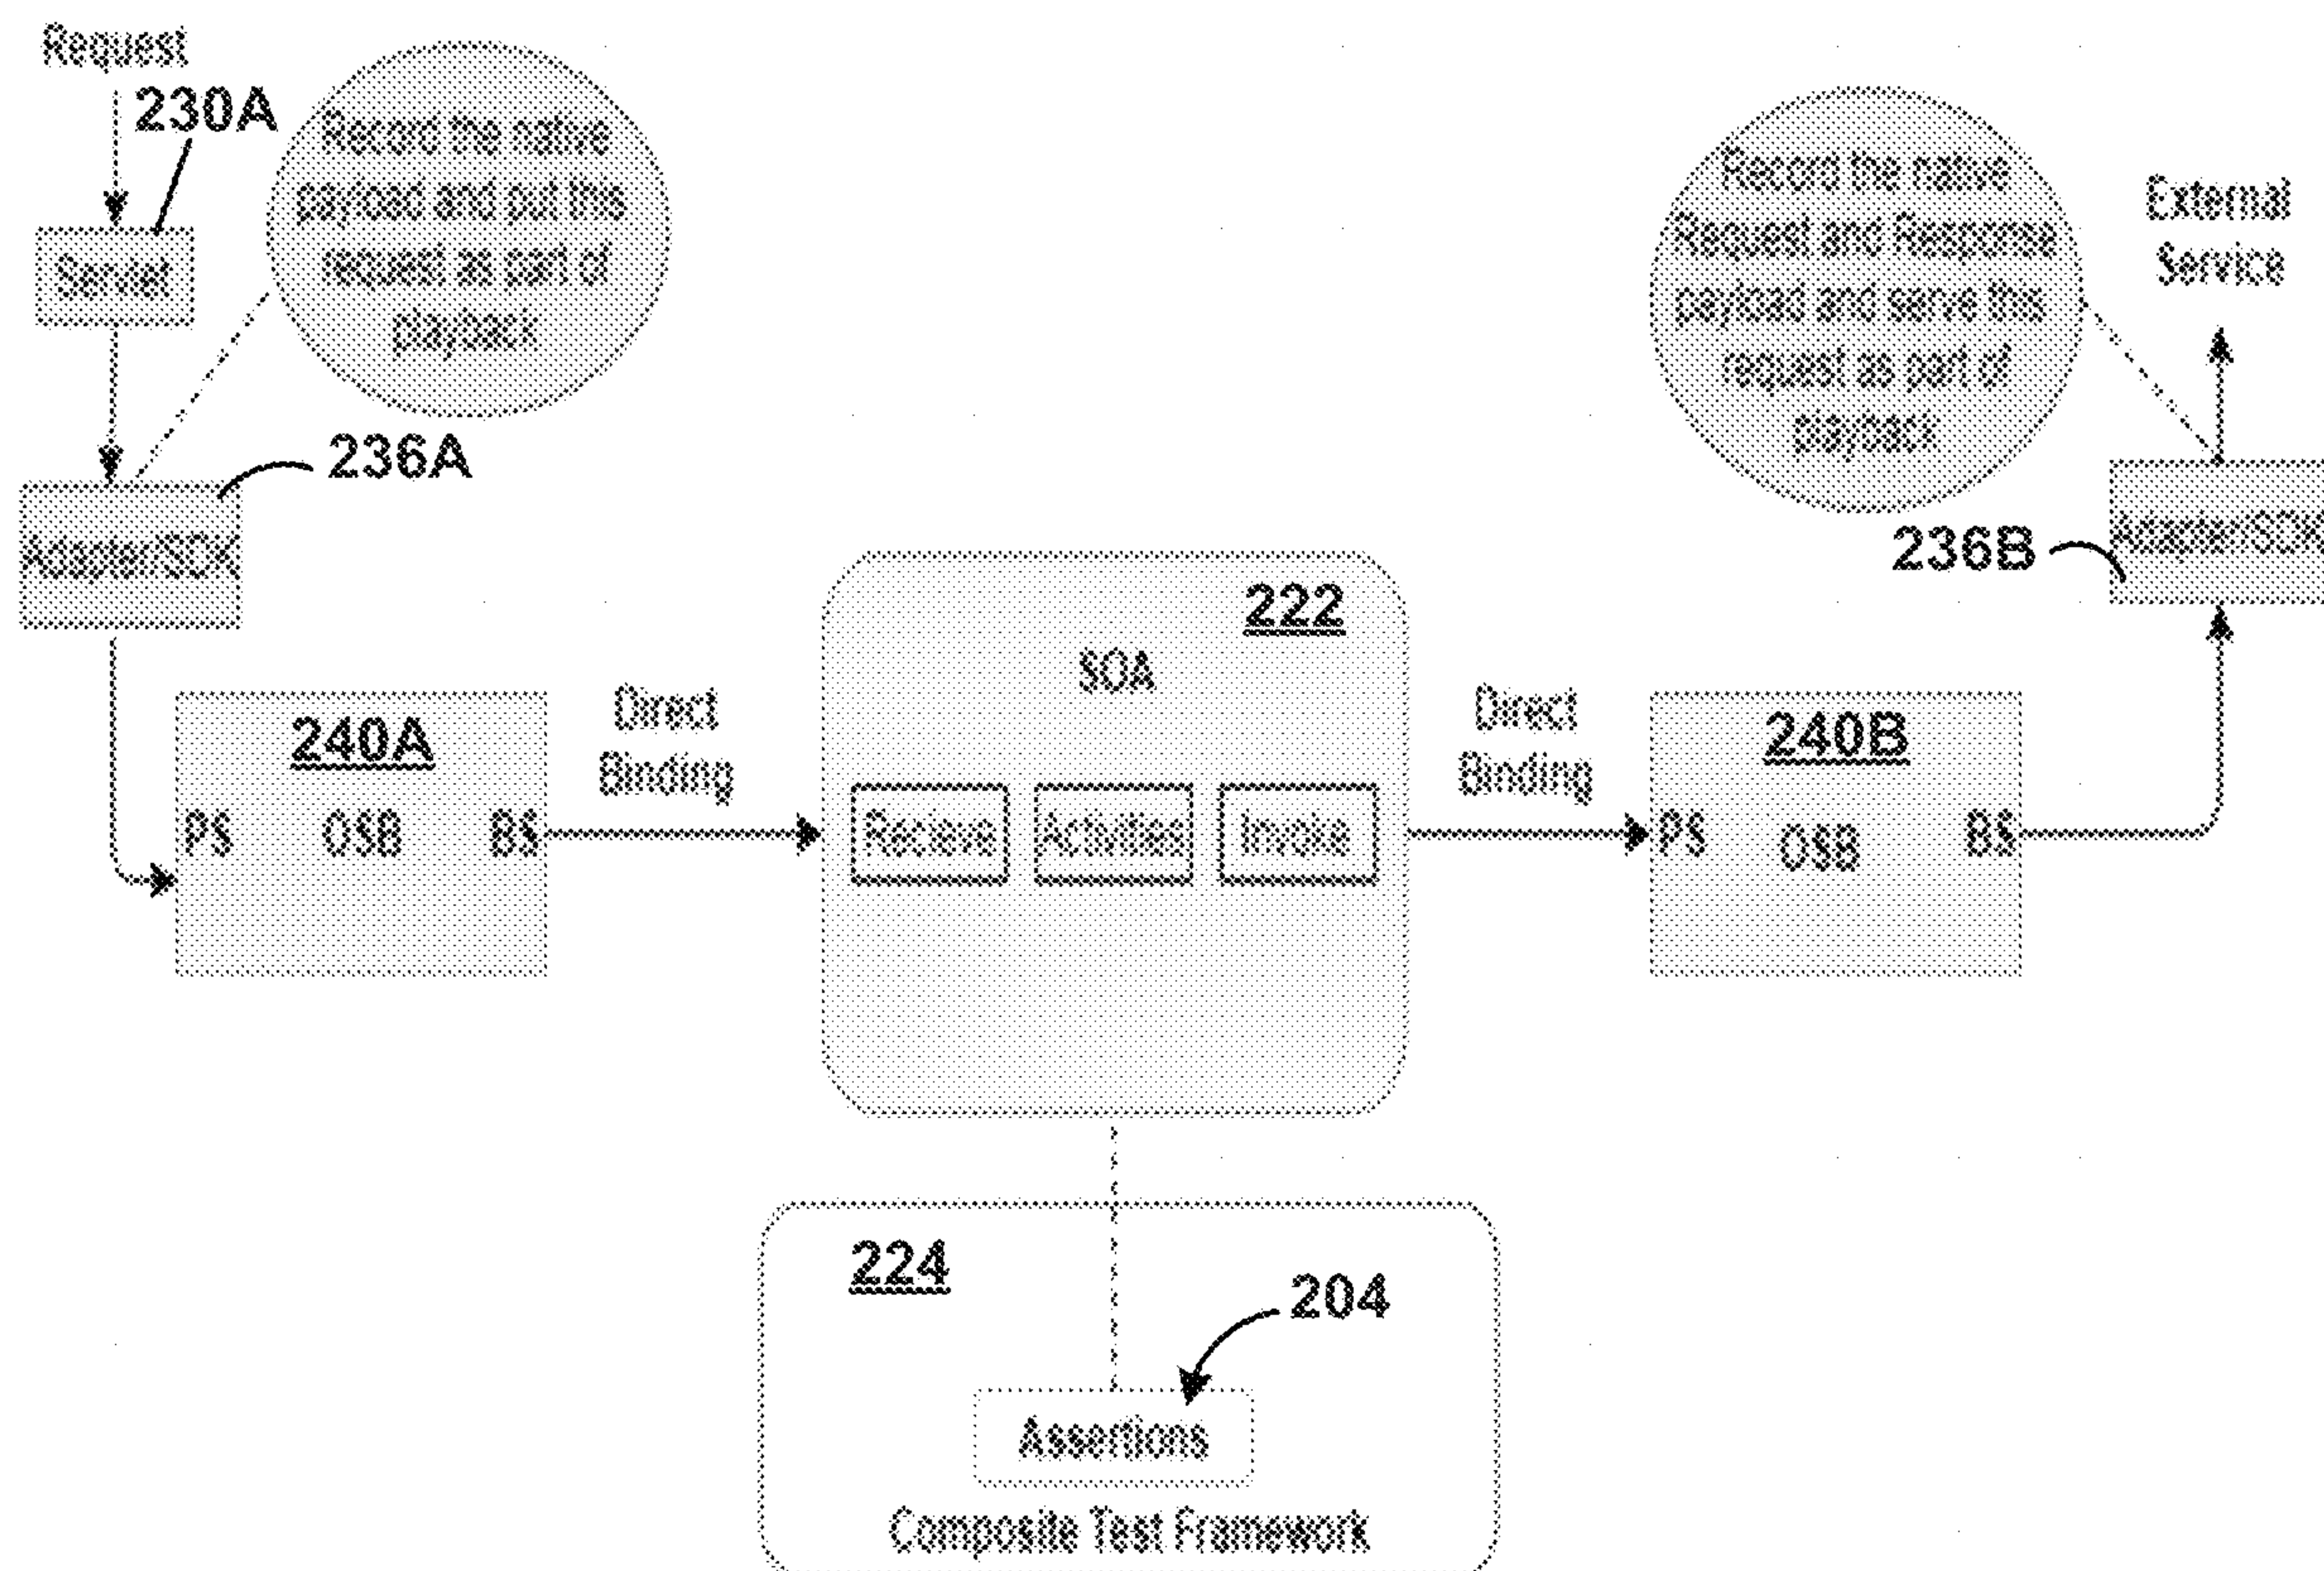 Request
230A
Servlet
Record the native
payload and put this
request as part of
playback
236A
Adapter SDK
240A
PS OSB BS
Direct
Binding
222
SOA
Recieve
Activities
Invoke
Direct
Binding
240B
PS OSB BS
Record the native
Request and Response
payload and serve this
request as part of
playback
External
Service
236B
Adapter SDK
224
204
Assertions
Composite Test Framework